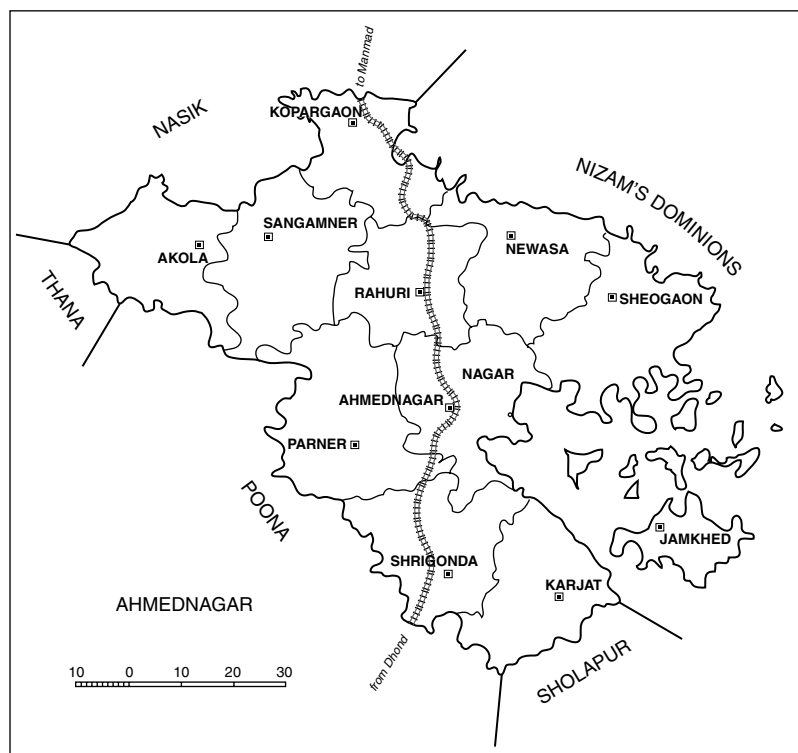 to Manmad
KOPARGAON
NASIK
NIZAM'S DOMINIONS
SANGAMNER
AKOLA
NEWASA
THANA
RAHURI
SHEOGAON
NAGAR
AHMEDNAGAR
PARNER
POONA
JAMKHED
SHRIGONDA
KARJAT
AHMEDNAGAR
from Dhond
SHOLAPUR
10 0 10 20 30